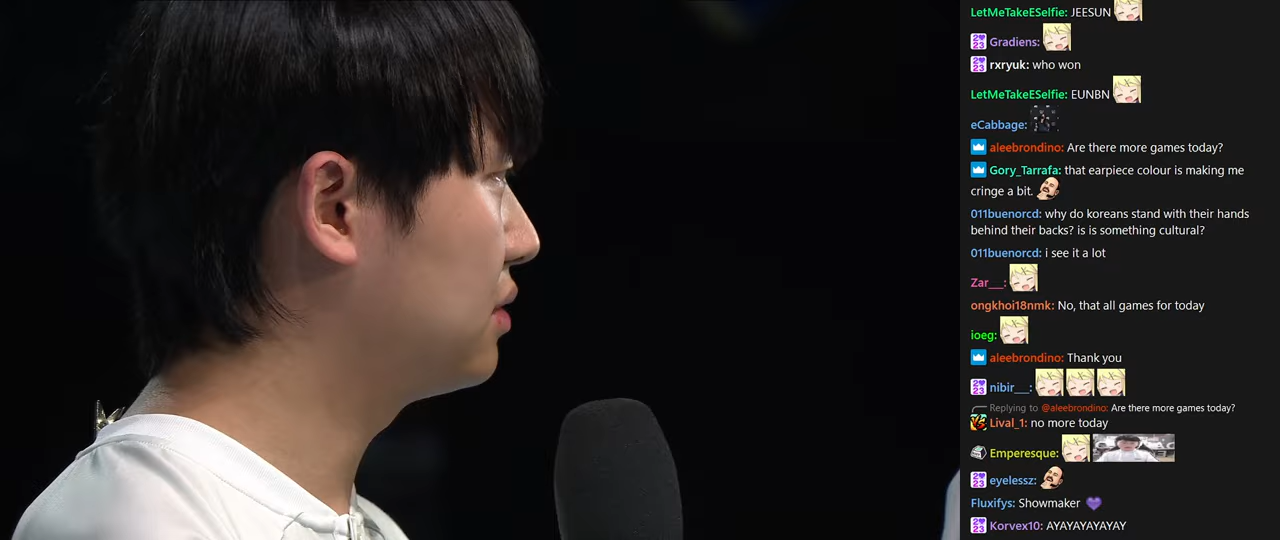 LetMeTakeESelfie: JEESUN
Gradiens:
rxryuk: who won
LetMeTakeESelfie: EUNBN
eCabbage:
aleebrondino: Are there more games today?
Gory_Tarrafa: that earpiece colour is making me
cringe a bit.
011buenorcd: why do koreans stand with their hands
behind their backs? is is something cultural?
011buenorcd: i see it a lot
Zar___:
ongkhoi18nmk: No, that all games for today
ioeg:
aleebrondino: Thank you
nibir___:
Replying to @aleebrondino: Are there more games today?
Lival_1: no more today
Emperesque:
eyelessz:
Fluxifys: Showmaker 💜
Korvex10: AYAYAYAYAYAY